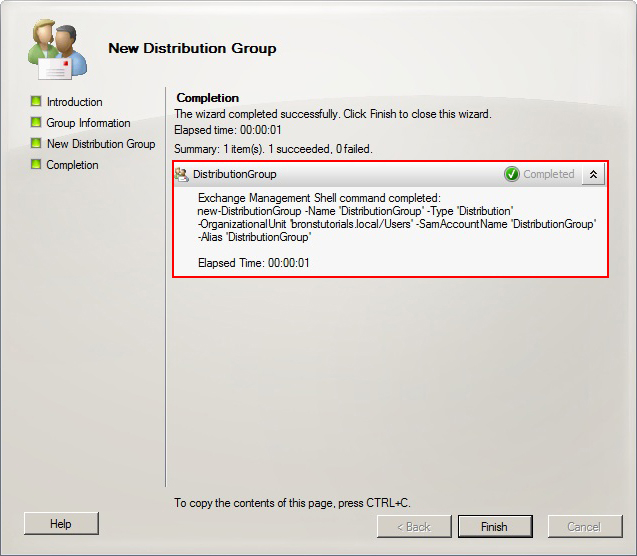 New Distribution Group
Introduction
Group Information
New Distribution Group
Completion
Completion
The wizard completed successfully. Click Finish to close this wizard.
Elapsed time: 00:00:01
Summary: 1 item(s). 1 succeeded, 0 failed.
DistributionGroup
Completed
Exchange Management Shell command completed:
new-DistributionGroup -Name 'DistributionGroup' -Type 'Distribution'
-OrganizationalUnit 'bronstutorials.local/Users' -SamAccountName 'DistributionGroup'
-Alias 'DistributionGroup'
Elapsed Time: 00:00:01
To copy the contents of this page, press CTRL+C.
Help
< Back
Finish
Cancel